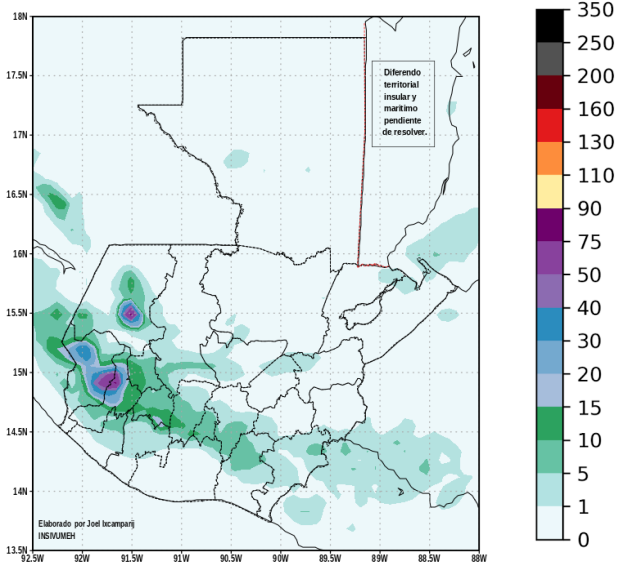 18N
17.5N
17N
16.5N
16N
15.5N
15N
14.5N
14N
13.5N
92.5W
92W
91.5W
91W
90.5W
90W
89.5W
89W
88.5W
88W
Diferendo
territorial
insular y
maritimo
pendiente
de resolver.
Elaborado por Joel Ixcamparij
INSIVUMEH
350
250
200
160
130
110
90
75
50
40
30
20
15
10
5
1
0